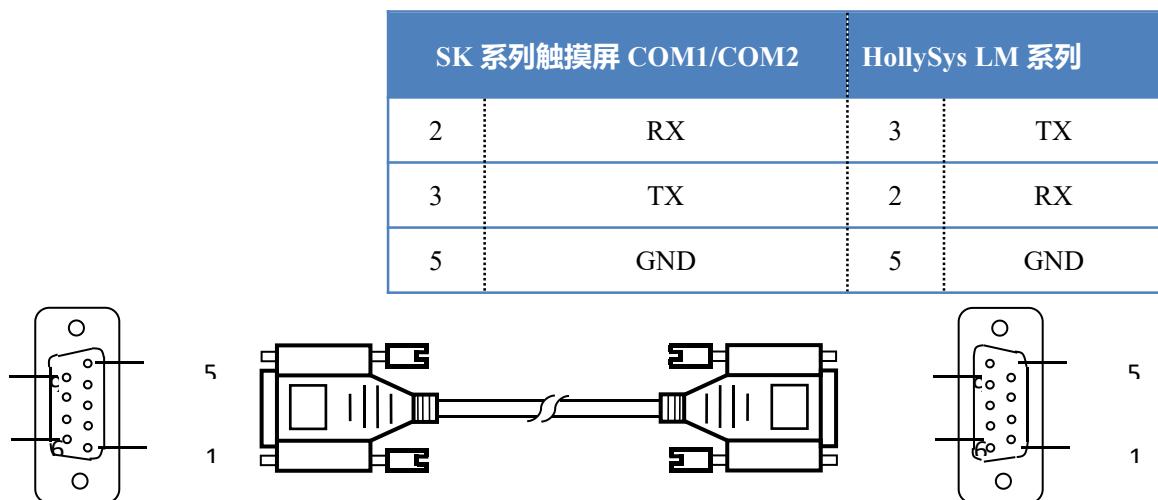 SK 系列触摸屏 COM1/COM2 HollySys LM 系列
2 RX 3 TX
3 TX 2 RX
5 GND 5 GND
5 5
1 1